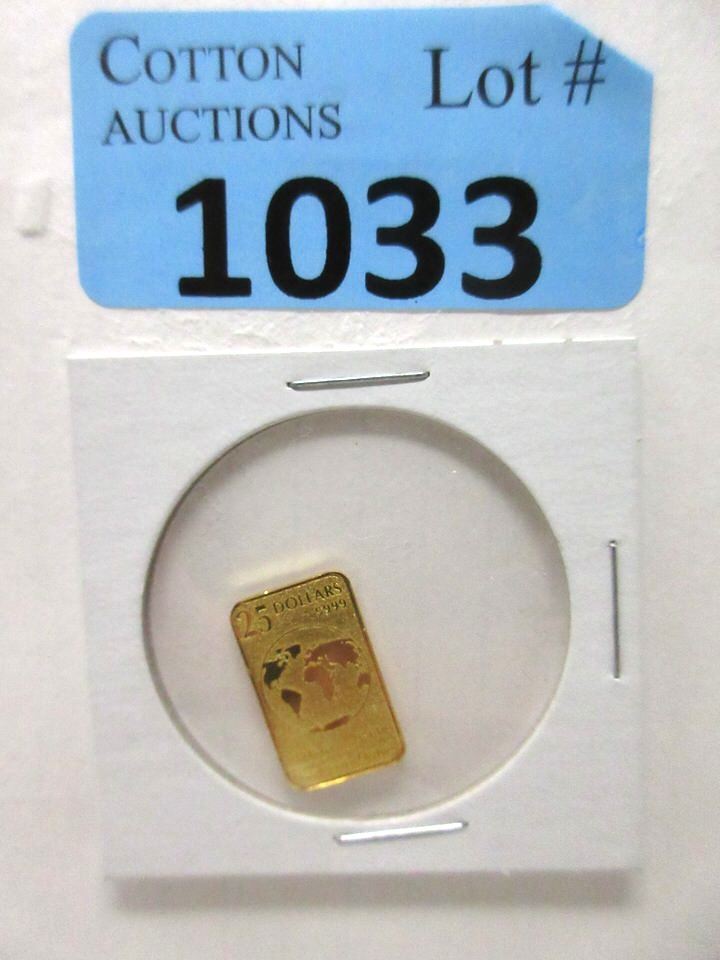 COTTON
AUCTIONS
Lot #
1033
25 DOLLARS
9999